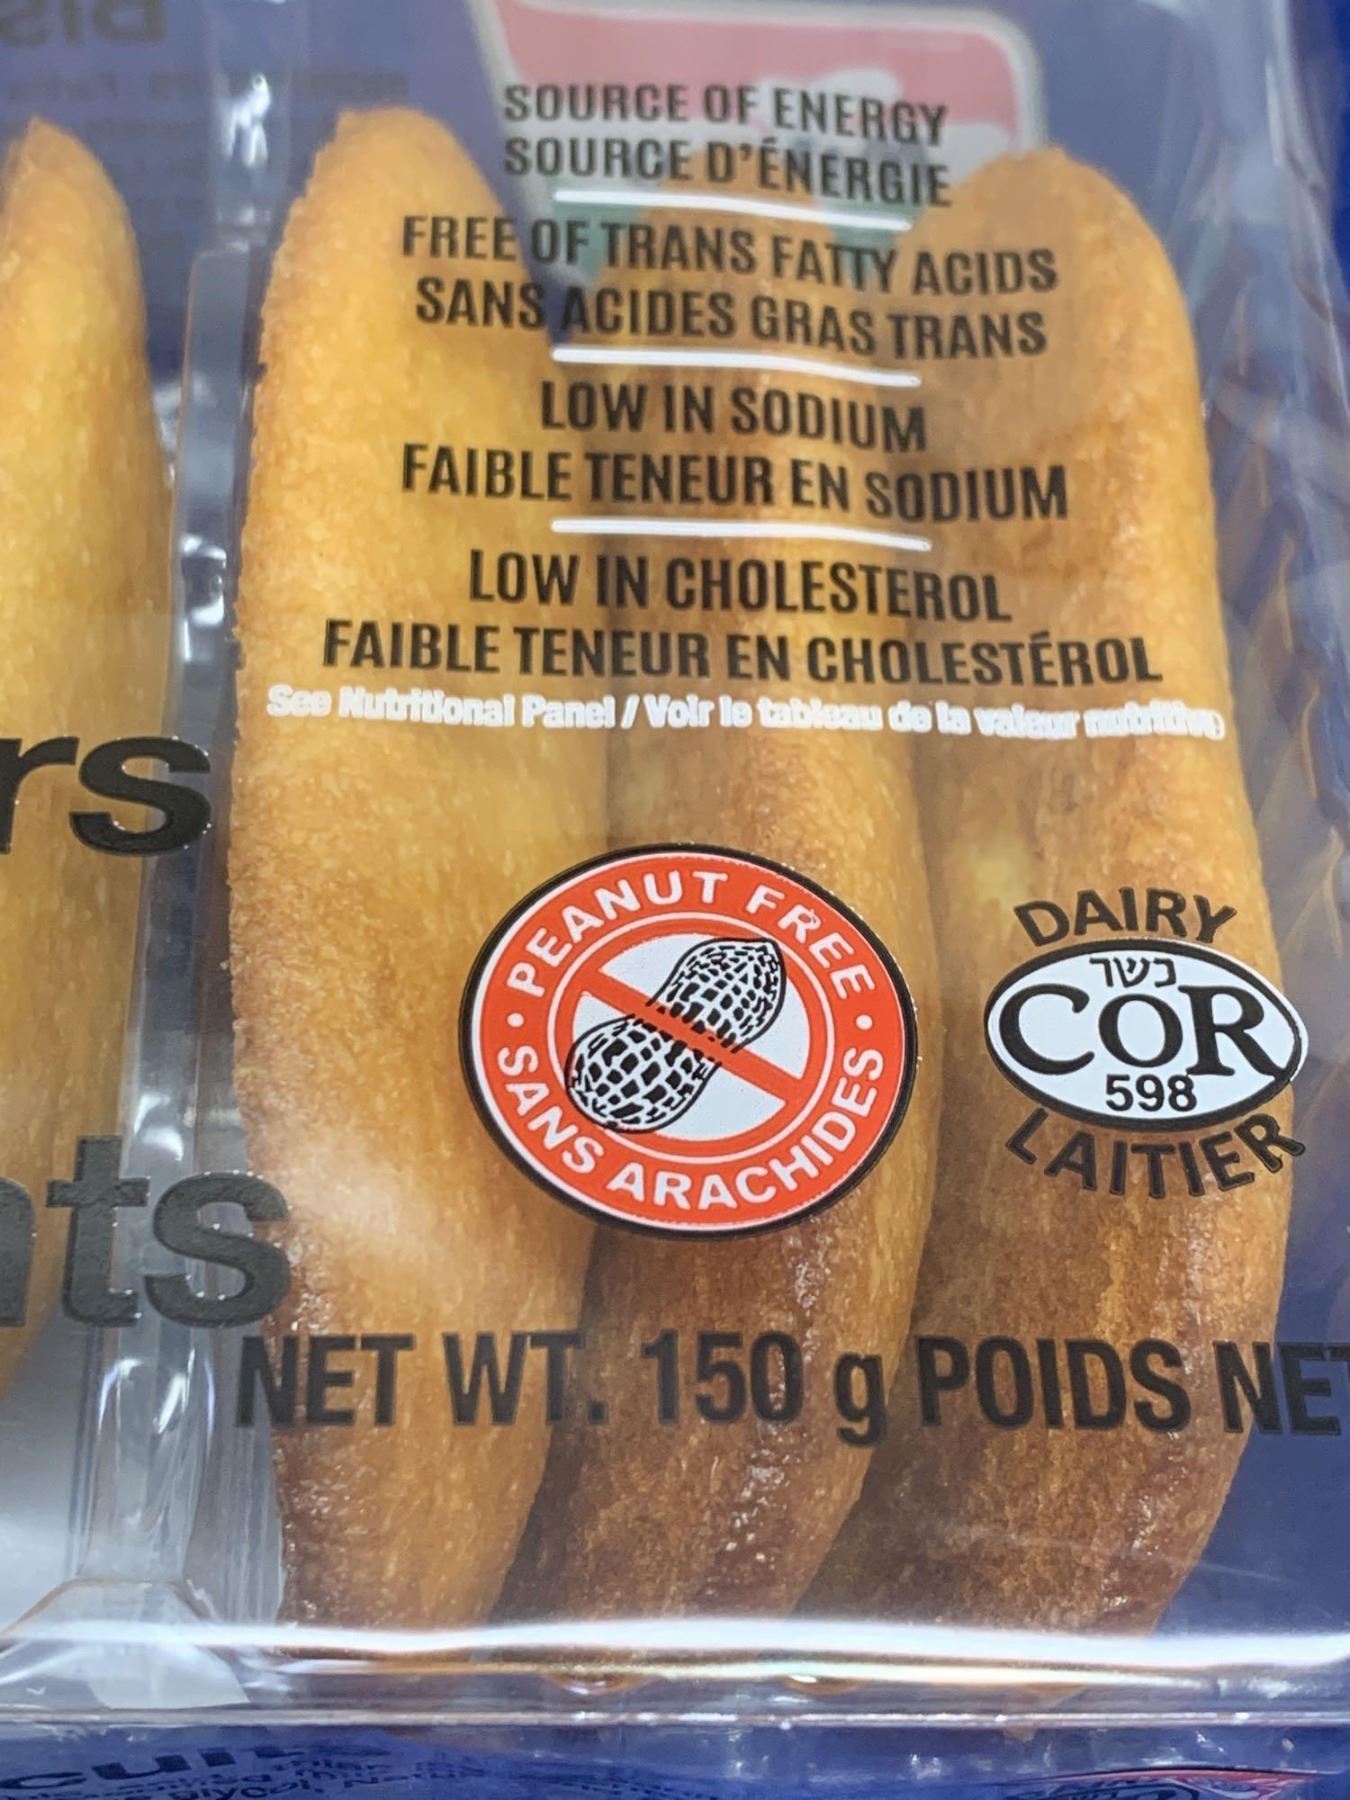 SOURCE OF ENERGY
SOURCE D'ÉNERGIE
FREE OF TRANS FATTY ACIDS
SANS ACIDES GRAS TRANS
LOW IN SODIUM
FAIBLE TENEUR EN SODIUM
LOW IN CHOLESTEROL
FAIBLE TENEUR EN CHOLESTÉROL
See Nutritional Panel / Voir le tableau de la valeur nutritive
rs
PEANUT FREE
SANS ARACHIDES
DAIRY
כשר
COR
598
LAITIER
ts
NET WT. 150 g POIDS NET